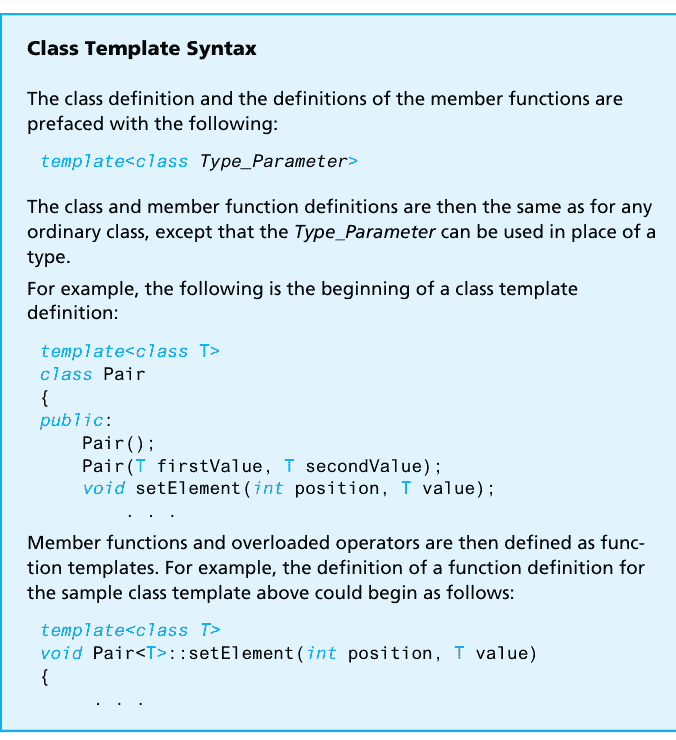 Class Template Syntax
The class definition and the definitions of the member functions are
prefaced with the following:
template<class Type_Parameter>
The class and member function definitions are then the same as for any
ordinary class, except that the Type_Parameter can be used in place of a
type.
For example, the following is the beginning of a class template
definition:
template<class T>
class Pair
{
public:
    Pair();
    Pair(T firstValue, T secondValue);
    void setElement(int position, T value);
        . . .
Member functions and overloaded operators are then defined as func-
tion templates. For example, the definition of a function definition for
the sample class template above could begin as follows:
template<class T>
void Pair<T>::setElement(int position, T value)
{
     . . .